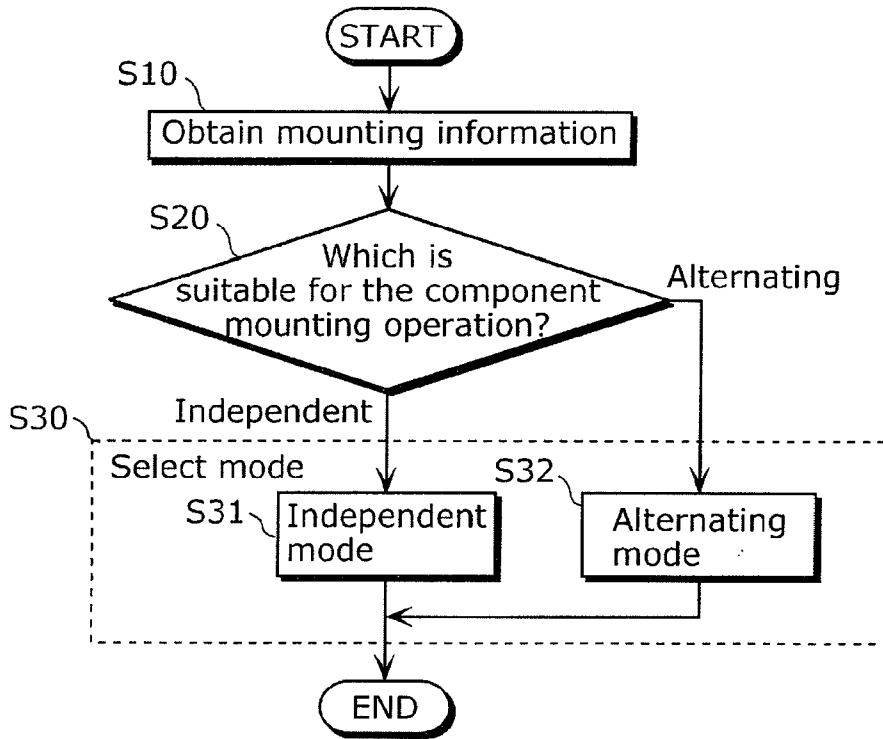 START
S10
Obtain mounting information
S20
Which is
suitable for the component
mounting operation?
Alternating
Independent
S30
Select mode
S31
Independent
mode
S32
Alternating
mode
END